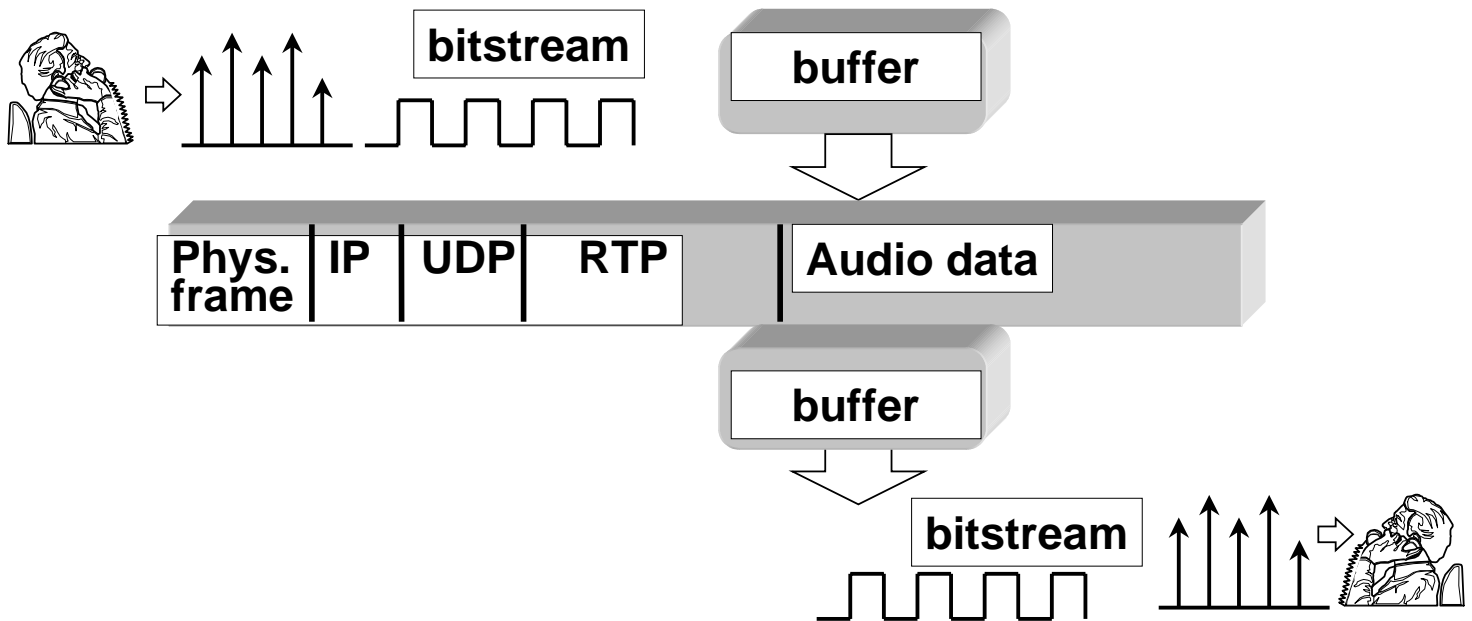 bitstream
buffer
Phys. IP UDP RTP Audio data
frame
buffer
bitstream